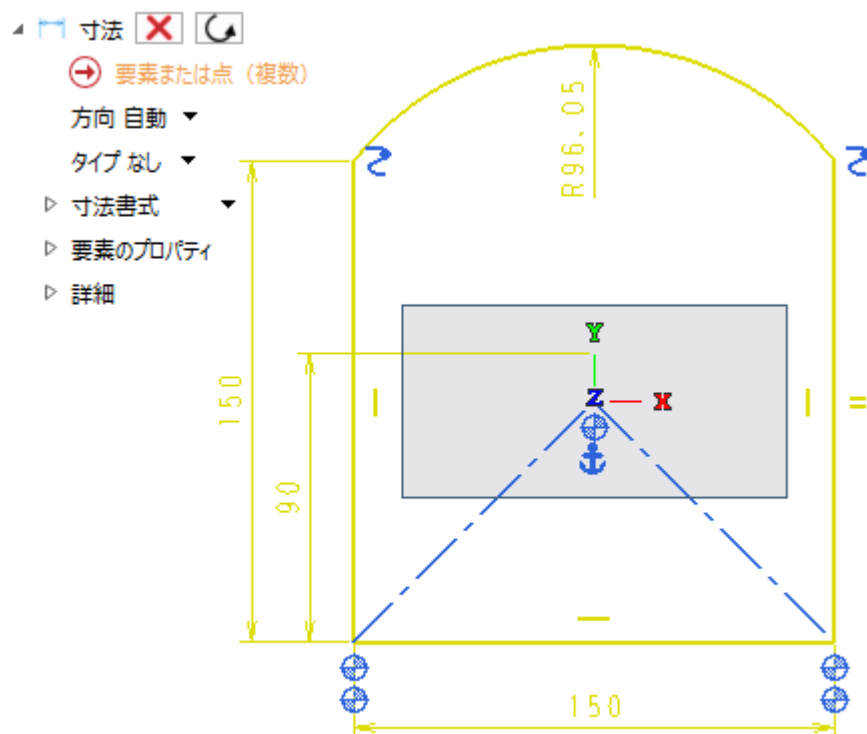 寸法
要素または点（複数）
方向 自動
タイプ なし
寸法書式
要素のプロパティ
詳細
R96.05
150
90
Y
Z
X
150